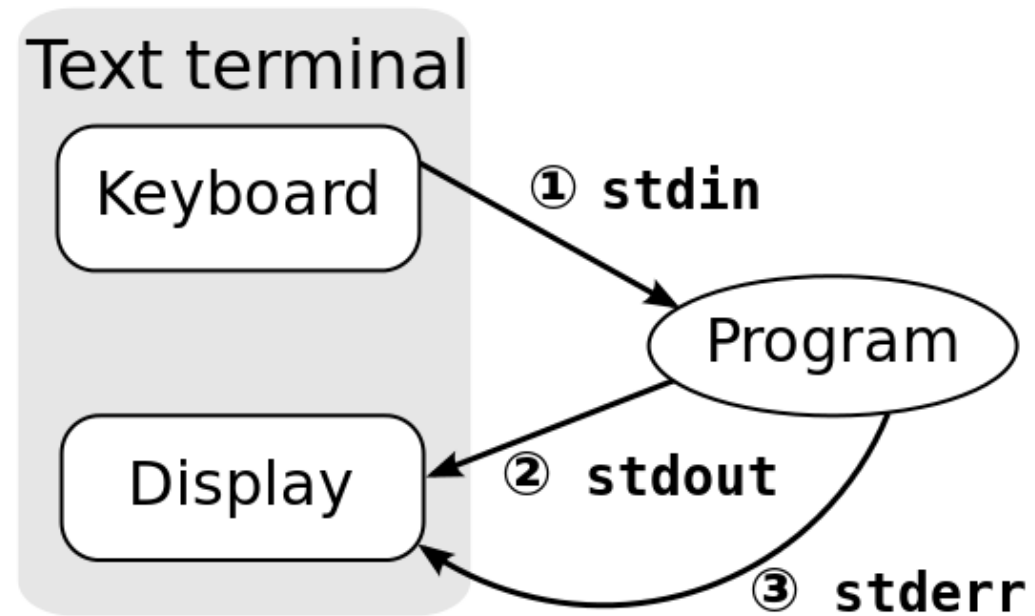 Text terminal
Keyboard
① stdin
Program
Display
② stdout
③ stderr